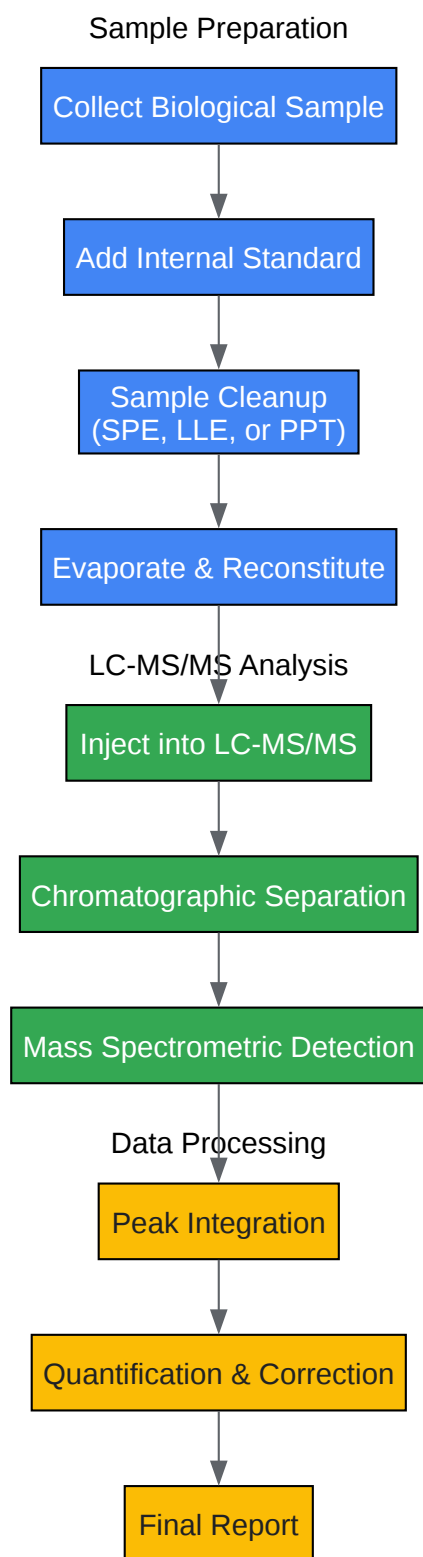 Sample Preparation
Collect Biological Sample
Add Internal Standard
Sample Cleanup
(SPE, LLE, or PPT)
Evaporate & Reconstitute
LC-MS/MS Analysis
Inject into LC-MS/MS
Chromatographic Separation
Mass Spectrometric Detection
Data Processing
Peak Integration
Quantification & Correction
Final Report